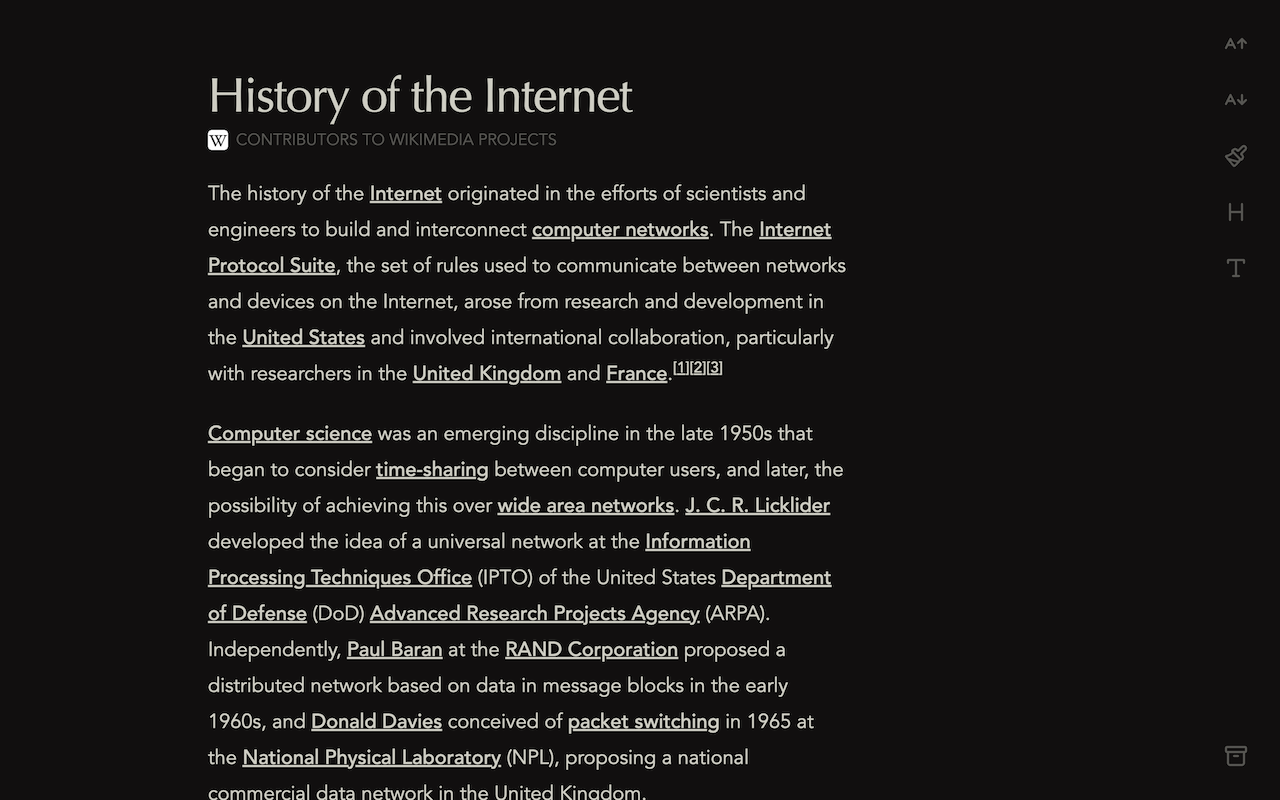 History of the Internet
W CONTRIBUTORS TO WIKIMEDIA PROJECTS
The history of the Internet originated in the efforts of scientists and
engineers to build and interconnect computer networks. The Internet
Protocol Suite, the set of rules used to communicate between networks
and devices on the Internet, arose from research and development in
the United States and involved international collaboration, particularly
with researchers in the United Kingdom and France.[1][2][3]
Computer science was an emerging discipline in the late 1950s that
began to consider time-sharing between computer users, and later, the
possibility of achieving this over wide area networks. J. C. R. Licklider
developed the idea of a universal network at the Information
Processing Techniques Office (IPTO) of the United States Department
of Defense (DoD) Advanced Research Projects Agency (ARPA).
Independently, Paul Baran at the RAND Corporation proposed a
distributed network based on data in message blocks in the early
1960s, and Donald Davies conceived of packet switching in 1965 at
the National Physical Laboratory (NPL), proposing a national
commercial data network in the United Kingdom.
A↑
A↓
H
T